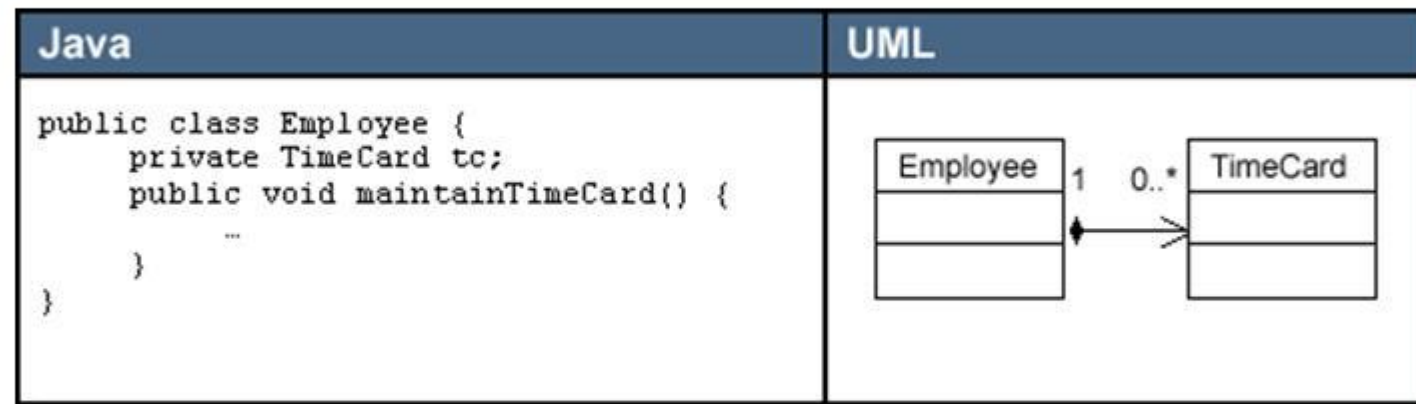 Java
UML
public class Employee {
private TimeCard tc;
public void maintainTimeCard() {
…
}
}
Employee
1
0..*
TimeCard